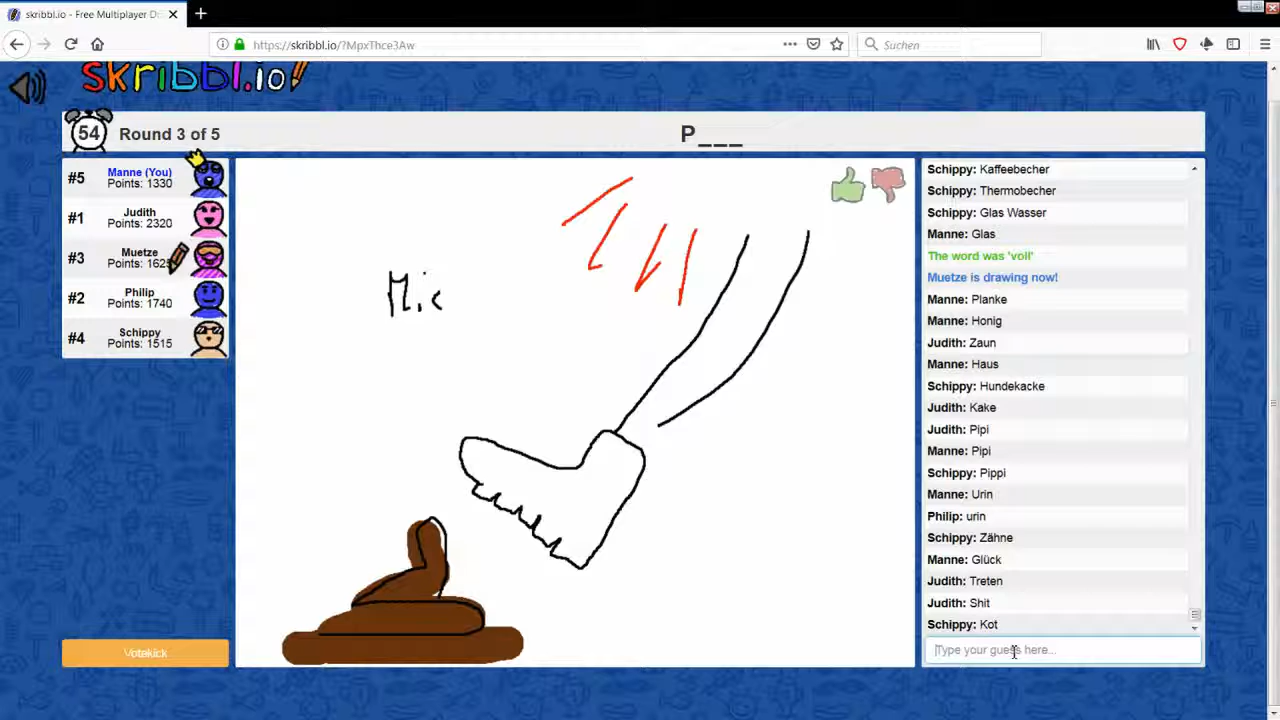 skribbl.io - Free Multiplayer D
https://skribbl.io/?MpxThce3Aw
Suchen
skribbl.io!
54
Round 3 of 5
P___
#5
Manne (You)
Points: 1330
#1
Judith
Points: 2320
#3
Muetze
Points: 1625
#2
Philip
Points: 1740
#4
Schippy
Points: 1515
Votekick
Mic
Schippy: Kaffeebecher
Schippy: Thermobecher
Schippy: Glas Wasser
Manne: Glas
The word was 'voll'
Muetze is drawing now!
Manne: Planke
Manne: Honig
Judith: Zaun
Manne: Haus
Schippy: Hundekacke
Judith: Kake
Judith: Pipi
Manne: Pipi
Schippy: Pippi
Manne: Urin
Philip: urin
Schippy: Zähne
Manne: Glück
Judith: Treten
Judith: Shit
Schippy: Kot
Type your guess here...